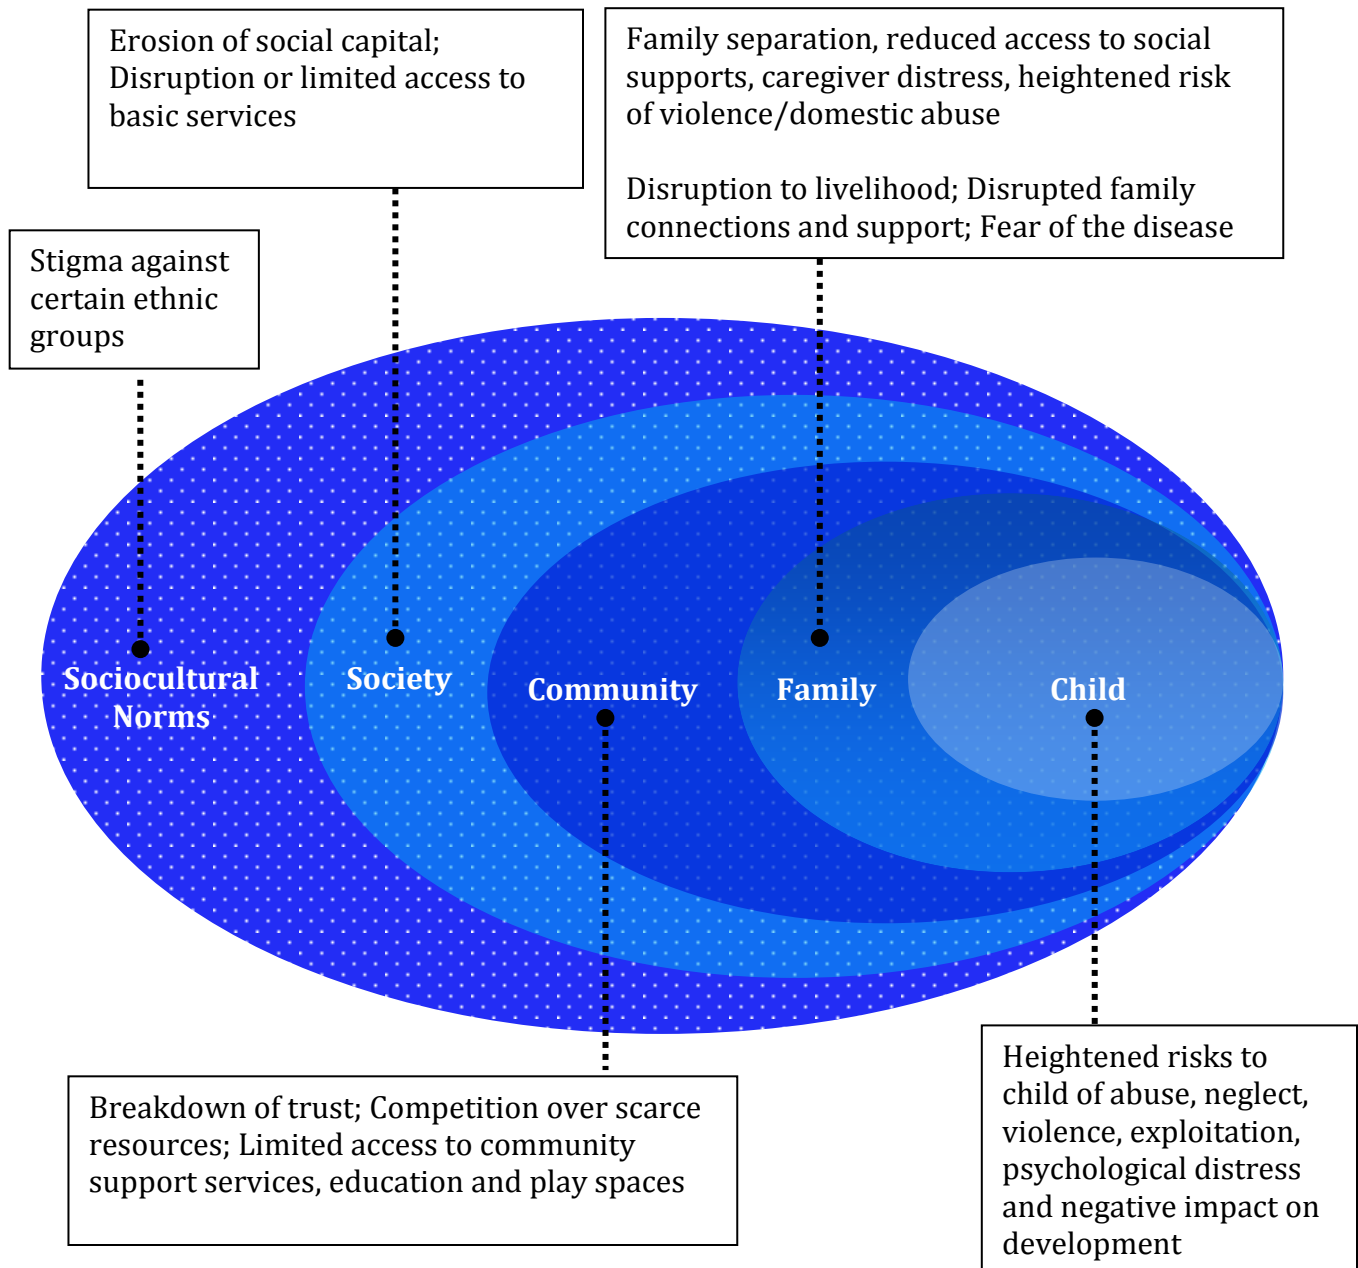 Erosion of social capital;
Disruption or limited access to
basic services
Family separation, reduced access to social
supports, caregiver distress, heightened risk
of violence/domestic abuse
Disruption to livelihood; Disrupted family
connections and support; Fear of the disease
Stigma against
certain ethnic
groups
Sociocultural
Norms
Society
Community
Family
Child
Breakdown of trust; Competition over scarce
resources; Limited access to community
support services, education and play spaces
Heightened risks to
child of abuse, neglect,
violence, exploitation,
psychological distress
and negative impact on
development